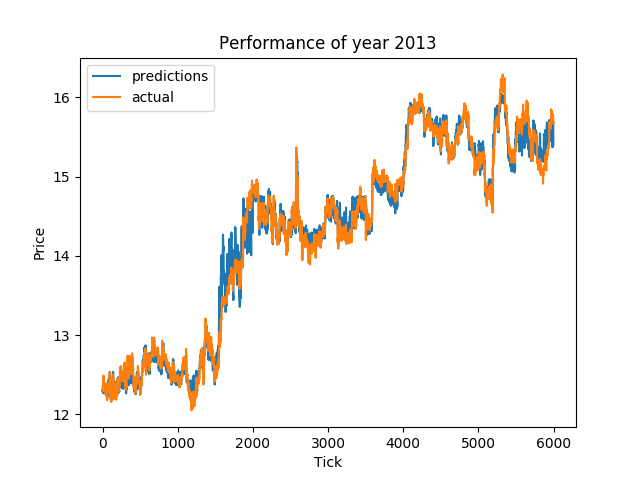 Performance of year 2013
predictions
actual
Price
16
15
14
13
12
0 1000 2000 3000 4000 5000 6000
Tick